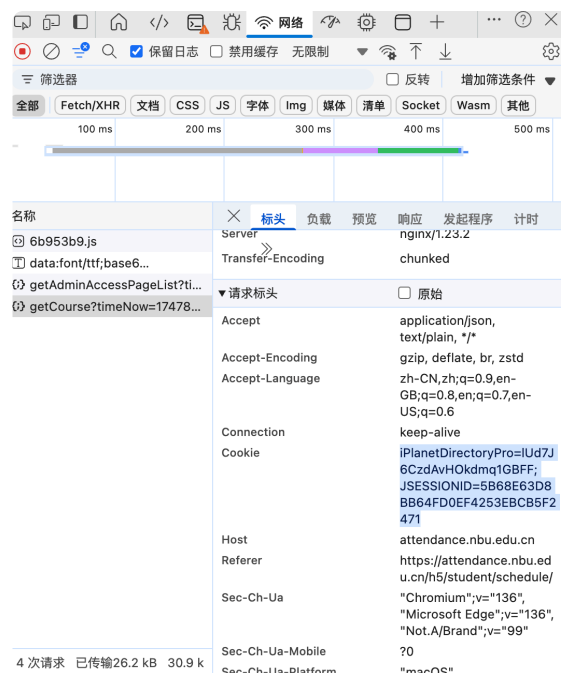 网络
保留日志 禁用缓存 无限制
筛选器 反转 增加筛选条件
全部 Fetch/XHR 文档 CSS JS 字体 Img 媒体 清单 Socket Wasm 其他
100 ms 200 ms 300 ms 400 ms 500 ms
名称 标头 负载 预览 响应 发起程序 计时
6b953b9.js
data:font/ttf;base6...
getAdminAccessPageList?ti...
getCourse?timeNow=17478...
Server nginx/1.23.2
Transfer-Encoding chunked
请求标头 原始
Accept application/json,
text/plain, */*
Accept-Encoding gzip, deflate, br, zstd
Accept-Language zh-CN,zh;q=0.9,en-
GB;q=0.8,en;q=0.7,en-
US;q=0.6
Connection keep-alive
Cookie iPlanetDirectoryPro=lUd7J
6CzdAvHOkdmq1GBFF;
JSESSIONID=5B68E63D8
BB64FD0EF4253EBCB5F2
471
Host attendance.nbu.edu.cn
Referer https://attendance.nbu.ed
u.cn/h5/student/schedule/
Sec-Ch-Ua "Chromium";v="136",
"Microsoft Edge";v="136",
"Not.A/Brand";v="99"
Sec-Ch-Ua-Mobile ?0
Sec-Ch-Ua-Platform "macOS"
4 次请求 已传输26.2 kB 30.9 k